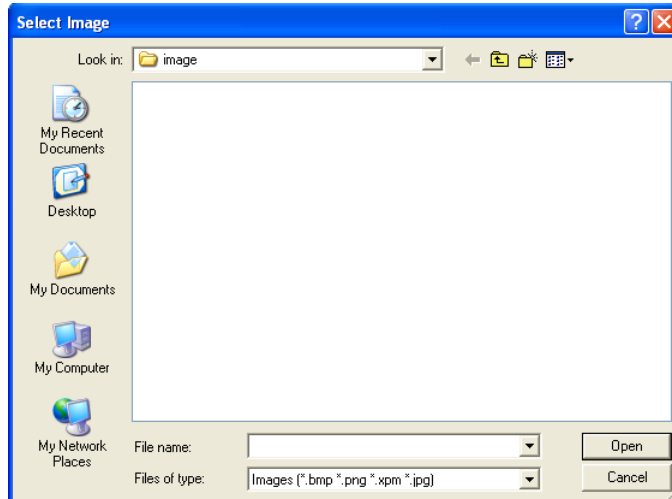 Select Image
Look in: image
My Recent
Documents
Desktop
My Documents
My Computer
My Network
Places
File name:
Open
Files of type: Images (*.bmp *.png *.xpm *.jpg)
Cancel